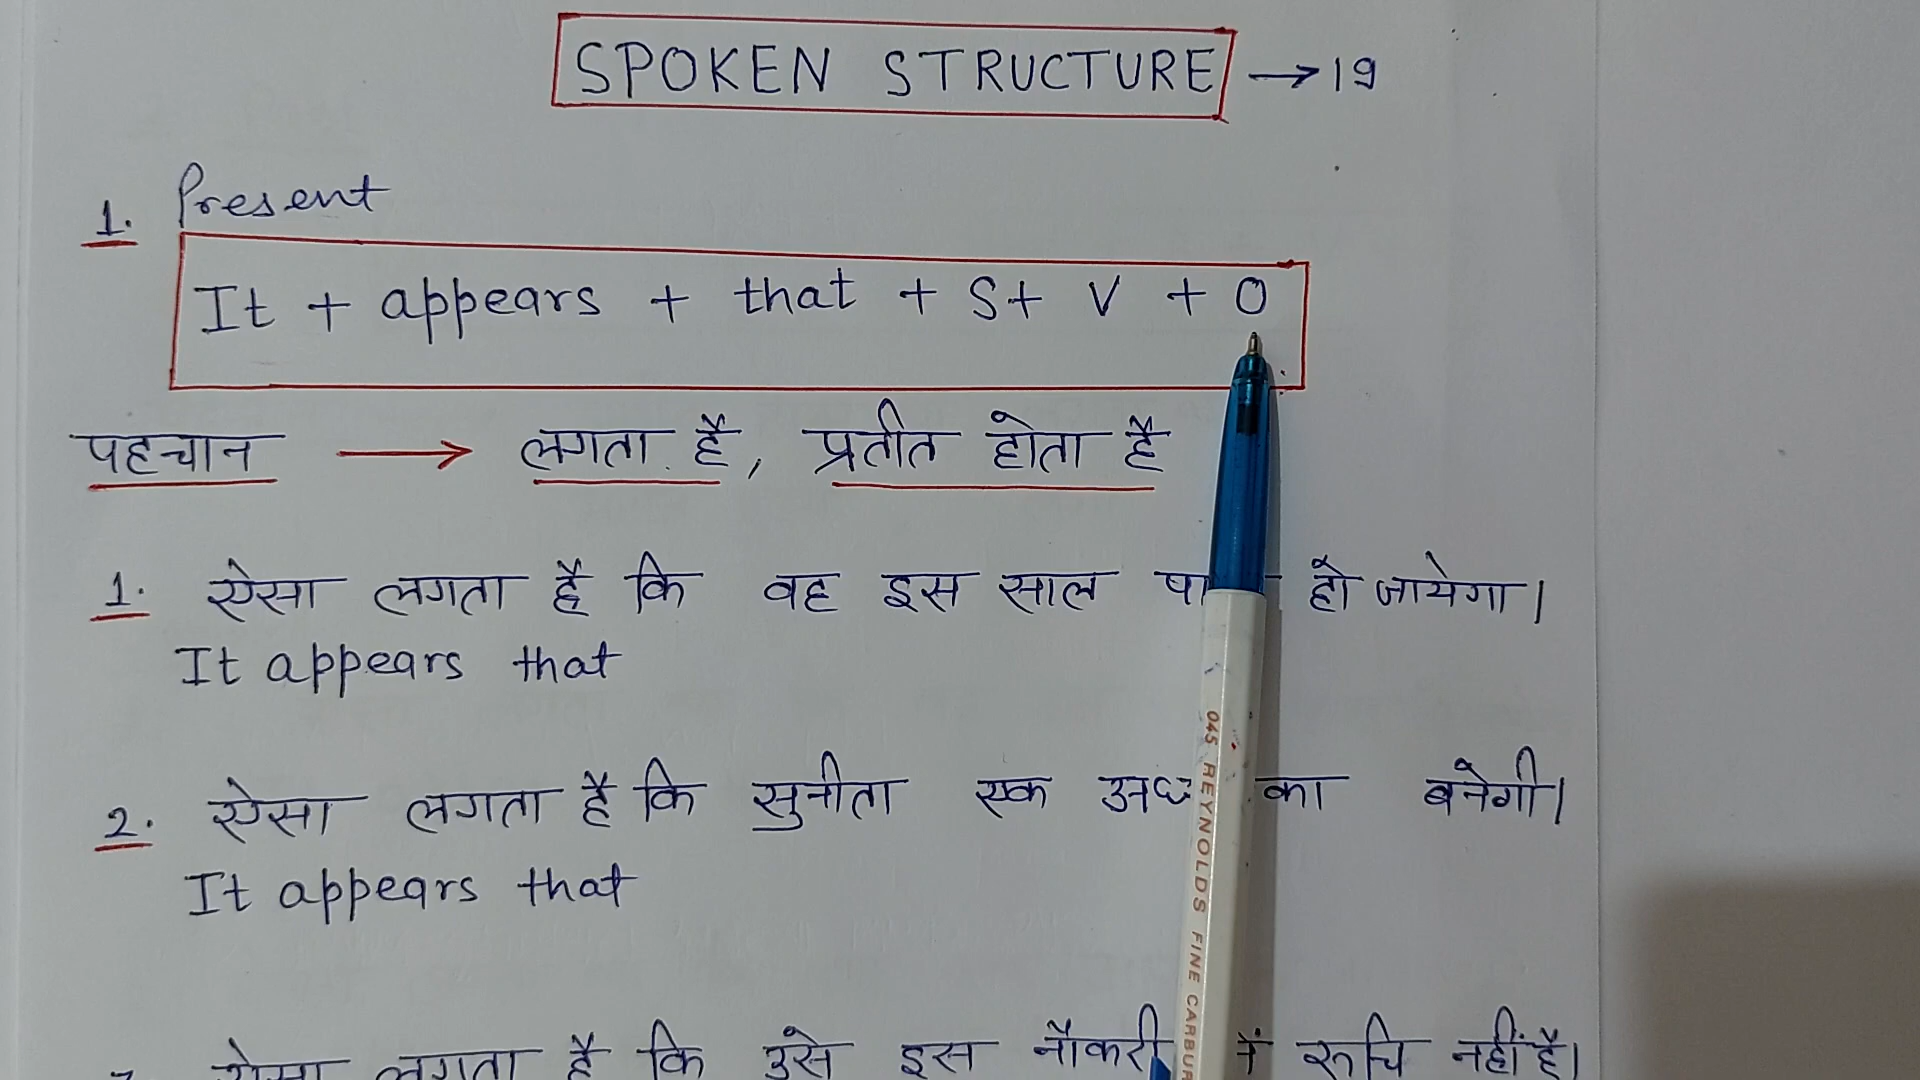 SPOKEN STRUCTURE → 19
1. Present
It + appears + that + S + V + O
पहचान → लगता है, प्रतीत होता है
1. ऐसा लगता है कि वह इस साल हो जायेगा।
It appears that
2. ऐसा लगता है कि सुनीता एक बनेगी।
It appears that
ऐसा लगता है कि उसे इस नौकरी में रूचि नहीं है।
045 REYNOLDS FINE CARBUR